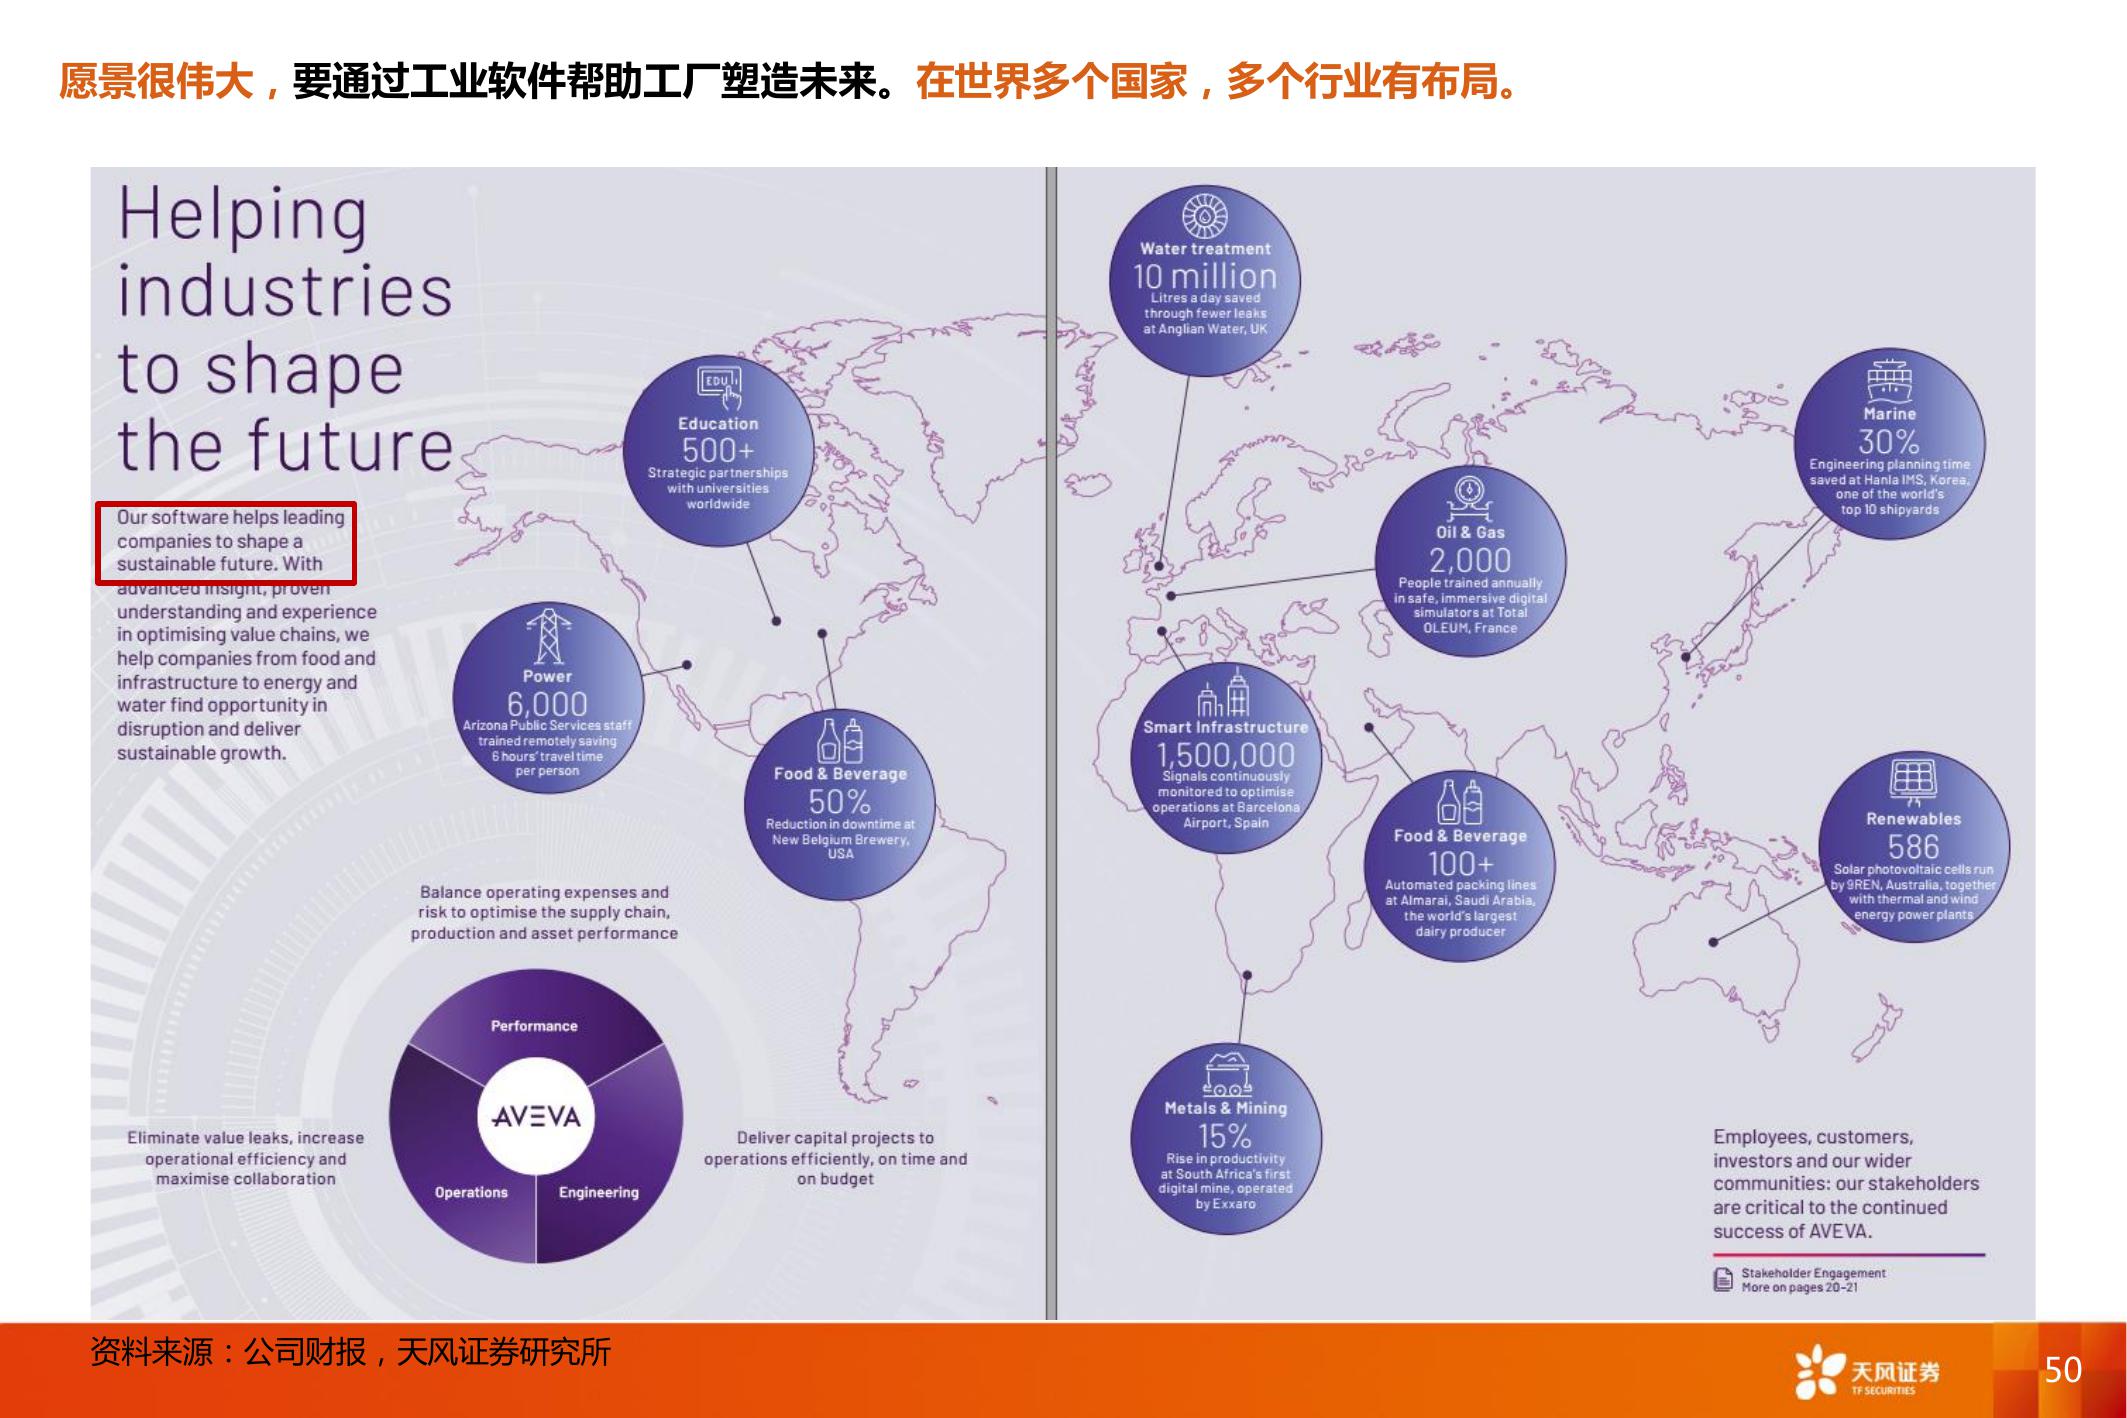 愿景很伟大，要通过工业软件帮助工厂塑造未来。在世界多个国家，多个行业有布局。
Helping
industries
to shape
the future
Our software helps leading
companies to shape a
sustainable future. With
advanced insight, proven
understanding and experience
in optimising value chains, we
help companies from food and
infrastructure to energy and
water find opportunity in
disruption and deliver
sustainable growth.
EDU
Education
500+
Strategic partnerships
with universities
worldwide
Power
6,000
Arizona Public Services staff
trained remotely saving
6 hours' travel time
per person
Food & Beverage
50%
Reduction in downtime at
New Belgium Brewery,
USA
Balance operating expenses and
risk to optimise the supply chain,
production and asset performance
Performance
AVEVA
Operations
Engineering
Eliminate value leaks, increase
operational efficiency and
maximise collaboration
Deliver capital projects to
operations efficiently, on time and
on budget
Water treatment
10 million
Litres a day saved
through fewer leaks
at Anglian Water, UK
Marine
30%
Engineering planning time
saved at Hanla IMS, Korea,
one of the world's
top 10 shipyards
Oil & Gas
2,000
People trained annually
in safe, immersive digital
simulators at Total
OLEUM, France
Smart Infrastructure
1,500,000
Signals continuously
monitored to optimise
operations at Barcelona
Airport, Spain
Food & Beverage
100+
Automated packing lines
at Almarai, Saudi Arabia,
the world's largest
dairy producer
Renewables
586
Solar photovoltaic cells run
by 9REN, Australia, together
with thermal and wind
energy power plants
Metals & Mining
15%
Rise in productivity
at South Africa's first
digital mine, operated
by Exxaro
Employees, customers,
investors and our wider
communities: our stakeholders
are critical to the continued
success of AVEVA.
Stakeholder Engagement
More on pages 20–21
资料来源：公司财报，天风证券研究所
天风证券
TF SECURITIES
50